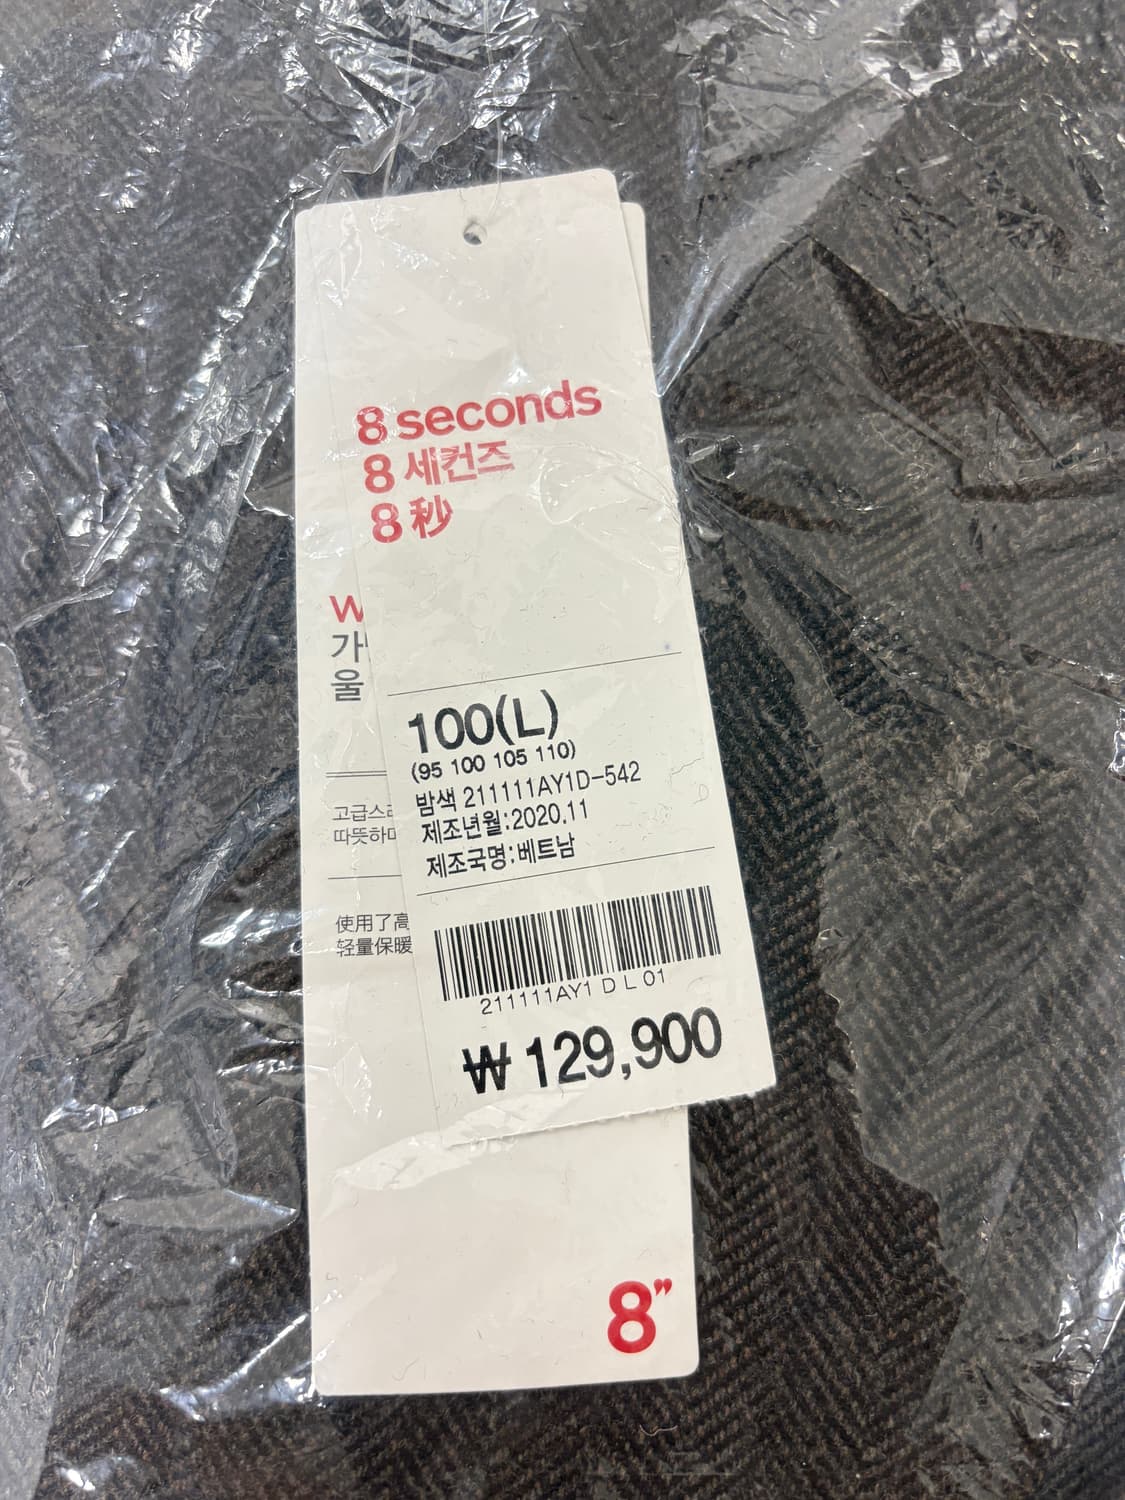 8 seconds
8 세컨즈
8 秒
W
가
울
고급스
따뜻하
使用了高
轻量保暖
100(L)
(95 100 105 110)
밤색 211111AY1D-542
제조년월:2020.11
제조국명:베트남
211111AY1 D L 01
₩ 129,900
8”